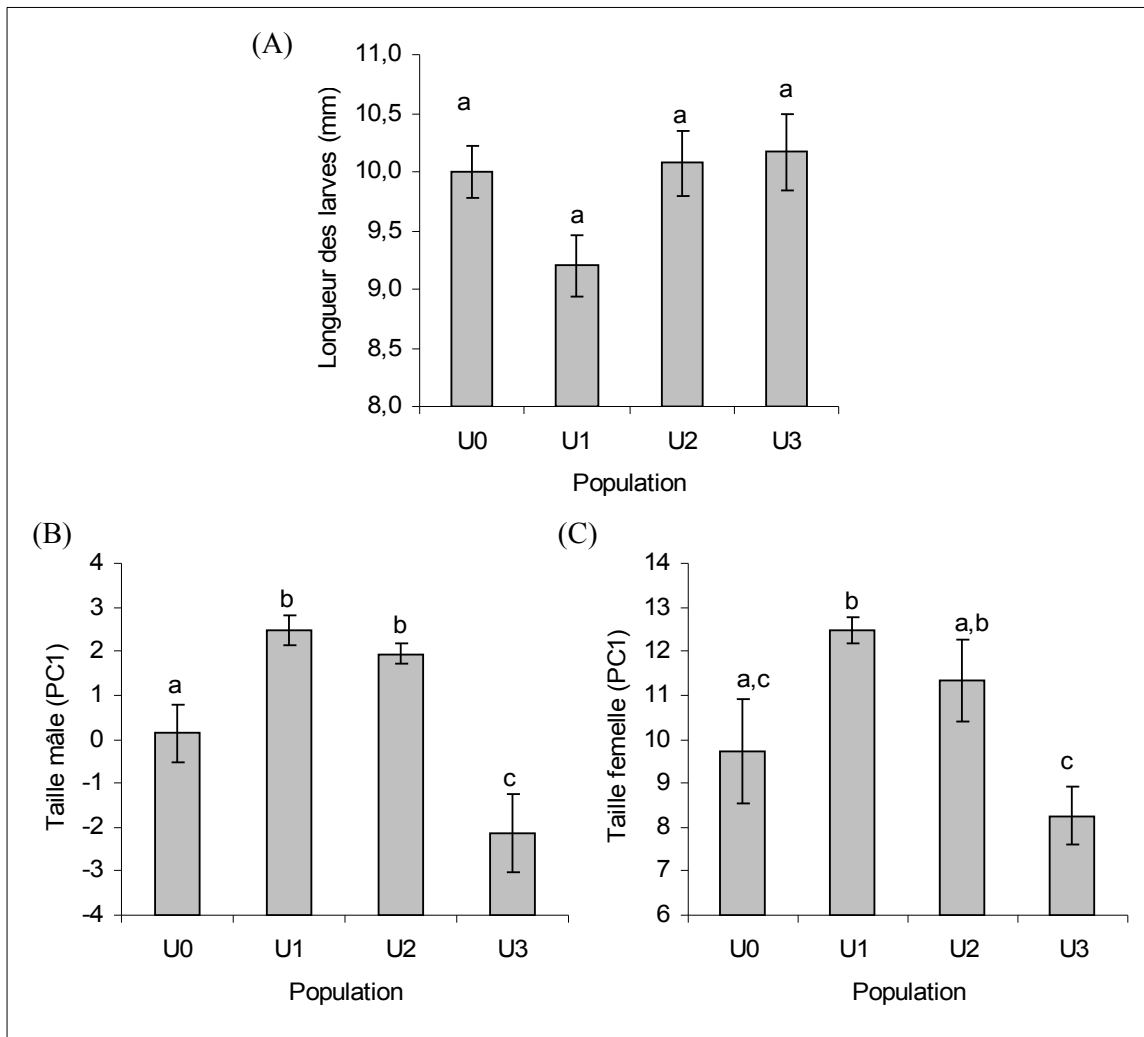 (A)
Longueur des larves (mm)
11,0
10,5
10,0
9,5
9,0
8,5
8,0
a
a
a
a
U0 U1 U2 U3
Population
(B)
Taille mâle (PC1)
4
3
2
1
0
-1
-2
-3
-4
a
b
b
c
U0 U1 U2 U3
Population
(C)
Taille femelle (PC1)
14
13
12
11
10
9
8
7
6
a,c
b
a,b
c
U0 U1 U2 U3
Population